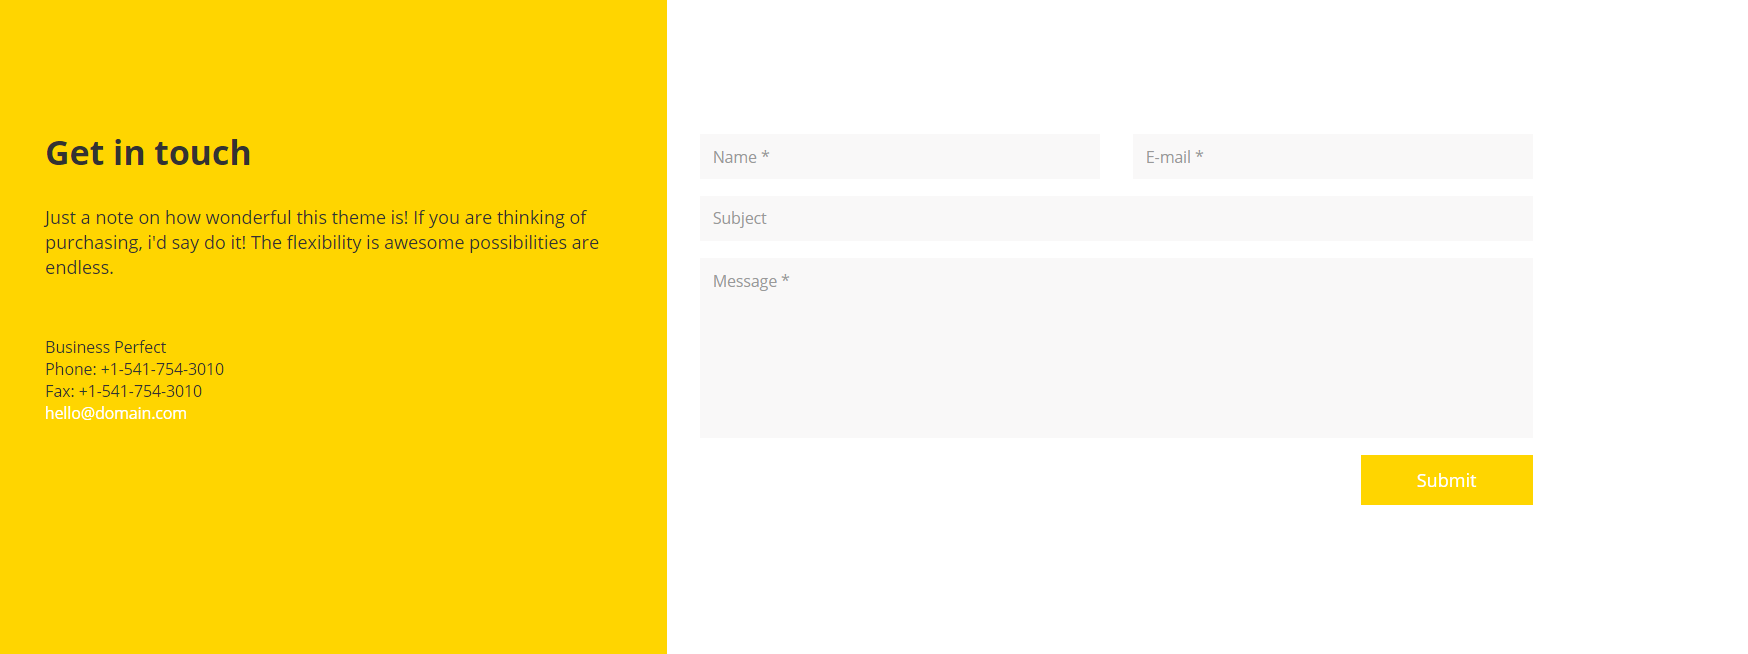 Get in touch
Just a note on how wonderful this theme is! If you are thinking of
purchasing, i'd say do it! The flexibility is awesome possibilities are
endless.
Business Perfect
Phone: +1-541-754-3010
Fax: +1-541-754-3010
hello@domain.com
Name *
E-mail *
Subject
Message *
Submit